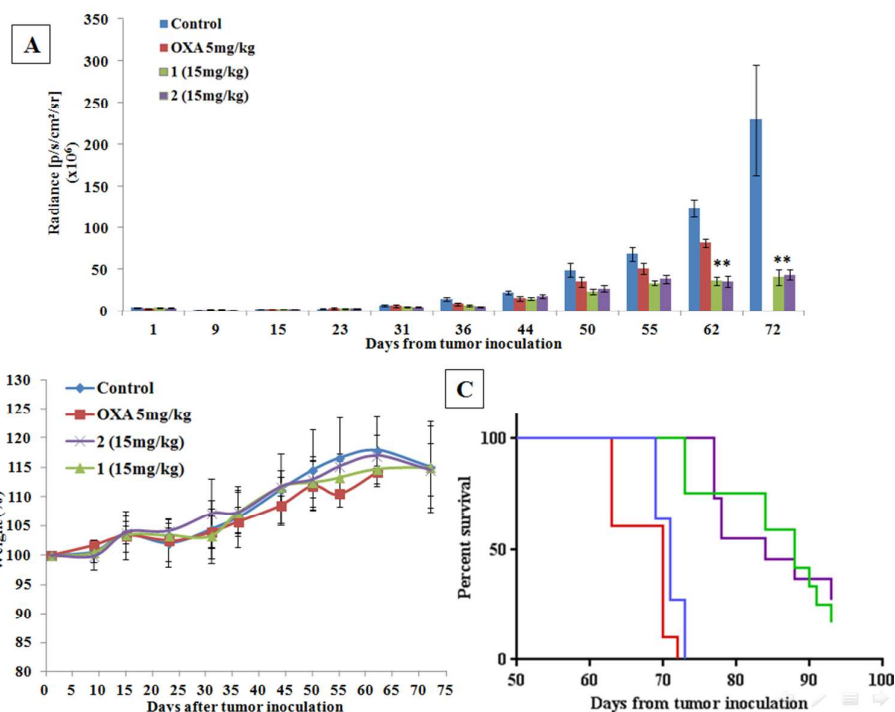 A
Control
OXA 5mg/kg
1 (15mg/kg)
2 (15mg/kg)
Radiance [p/s/cm²/sr]
(x10⁶)
350
300
250
200
150
100
50
0
** **
1 9 15 23 31 36 44 50 55 62 72
Days from tumor inoculation
Control
OXA 5mg/kg
2 (15mg/kg)
1 (15mg/kg)
130
125
120
115
110
105
100
95
90
85
80
0 5 10 15 20 25 30 35 40 45 50 55 60 65 70 75
Days after tumor inoculation
C
Percent survival
100
50
0
50 60 70 80 90 100
Days from tumor inoculation